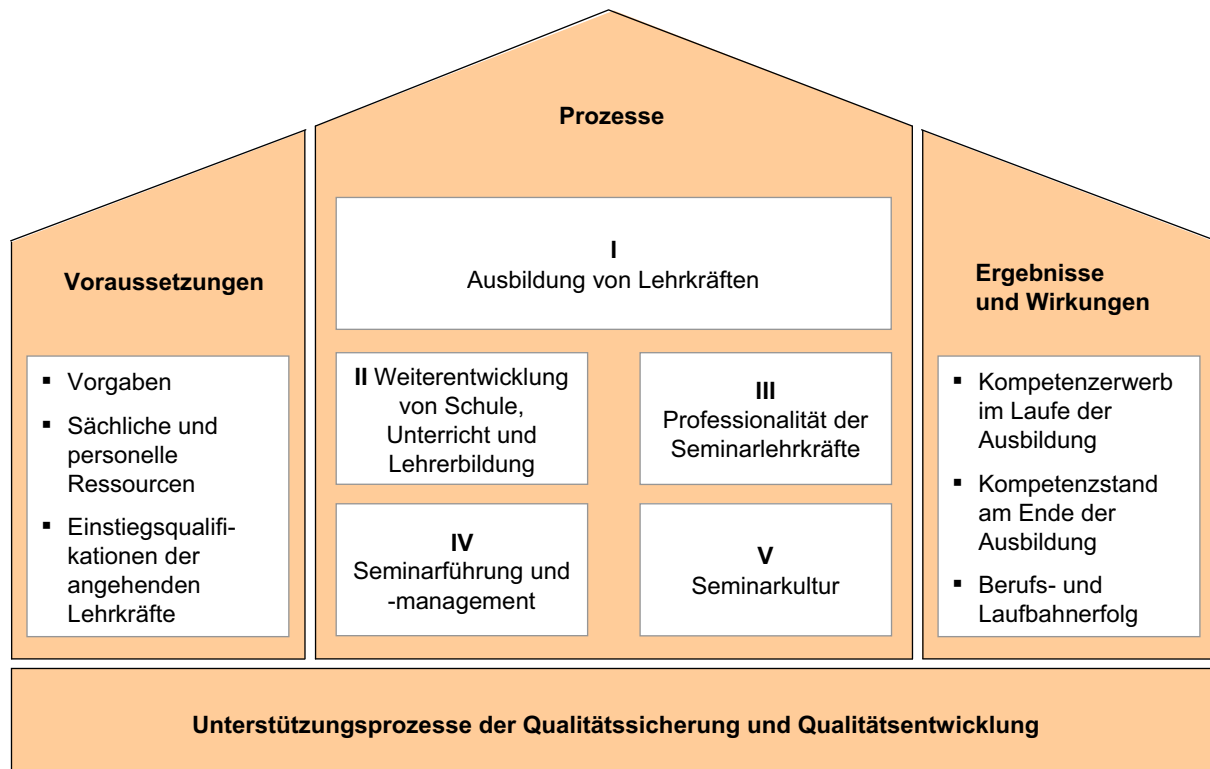 Prozesse
I
Ausbildung von Lehrkräften
Voraussetzungen
▪ Vorgaben
▪ Sächliche und
personelle
Ressourcen
▪ Einstiegsqualifi-
kationen der
angehenden
Lehrkräfte
II Weiterentwicklung
von Schule,
Unterricht und
Lehrerbildung
III
Professionalität der
Seminarlehrkräfte
IV
Seminarführung und
-management
V
Seminarkultur
Ergebnisse
und Wirkungen
▪ Kompetenzerwerb
im Laufe der
Ausbildung
▪ Kompetenzstand
am Ende der
Ausbildung
▪ Berufs- und
Laufbahnerfolg
Unterstützungsprozesse der Qualitätssicherung und Qualitätsentwicklung